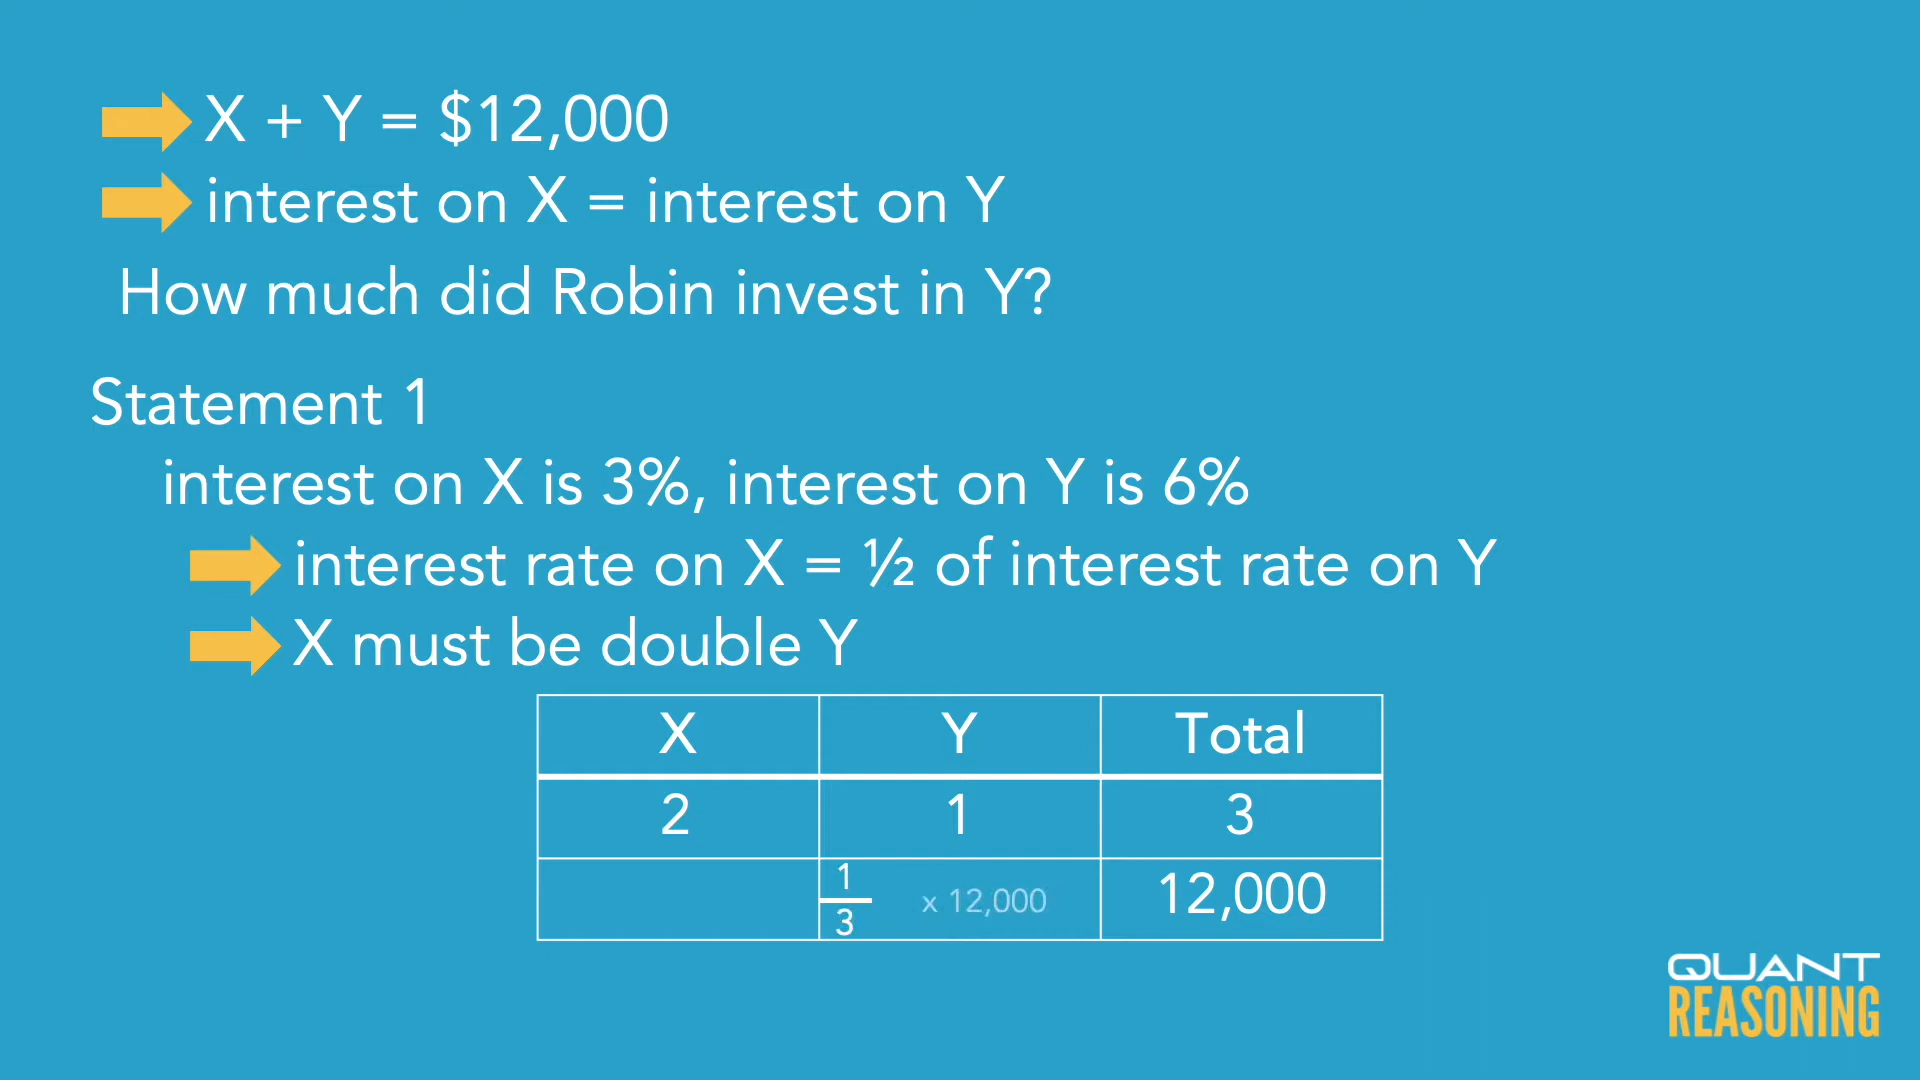 X + Y = $12,000
interest on X = interest on Y
How much did Robin invest in Y?
Statement 1
interest on X is 3%, interest on Y is 6%
interest rate on X = ½ of interest rate on Y
X must be double Y
X Y Total
2 1 3
1/3 x 12,000 12,000
QUANT
REASONING